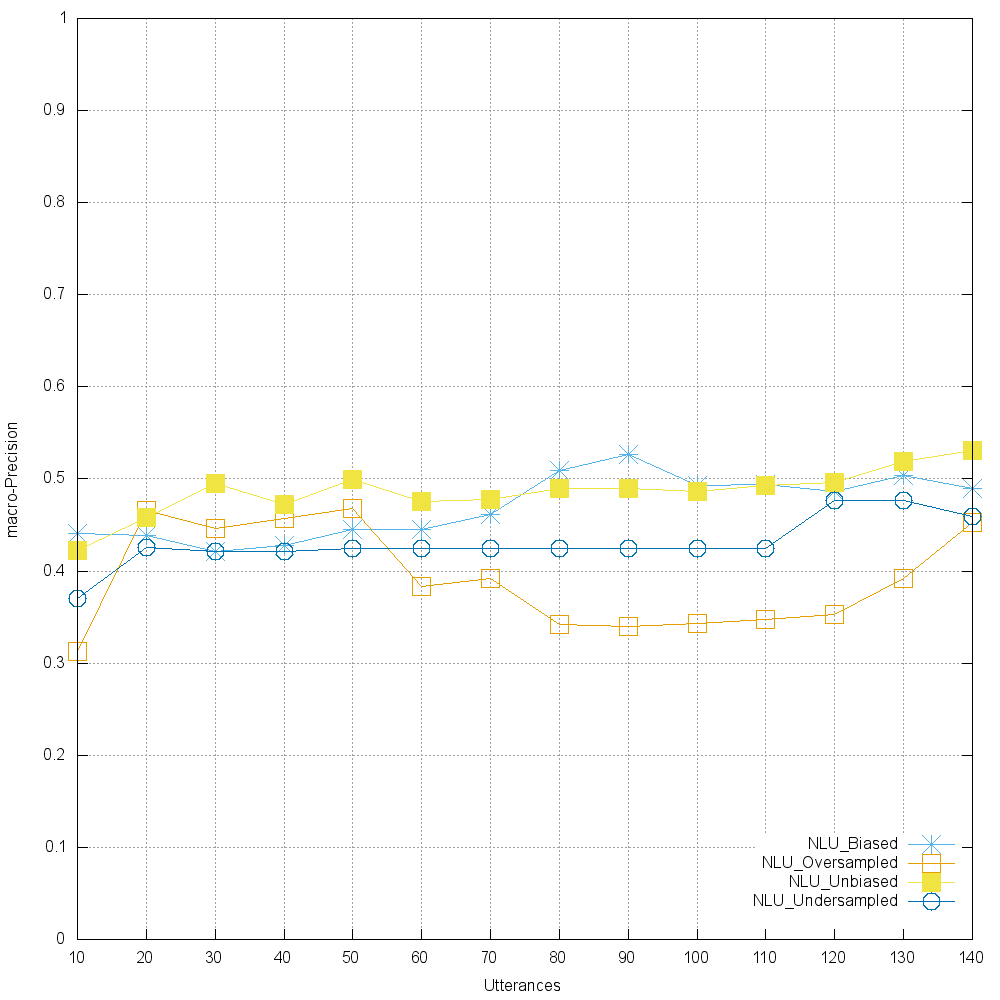 1
0.9
0.8
0.7
0.6
0.5
0.4
0.3
0.2
0.1
0
macro-Precision
10 20 30 40 50 60 70 80 90 100 110 120 130 140
Utterances
NLU_Biased
NLU_Oversampled
NLU_Unbiased
NLU_Undersampled